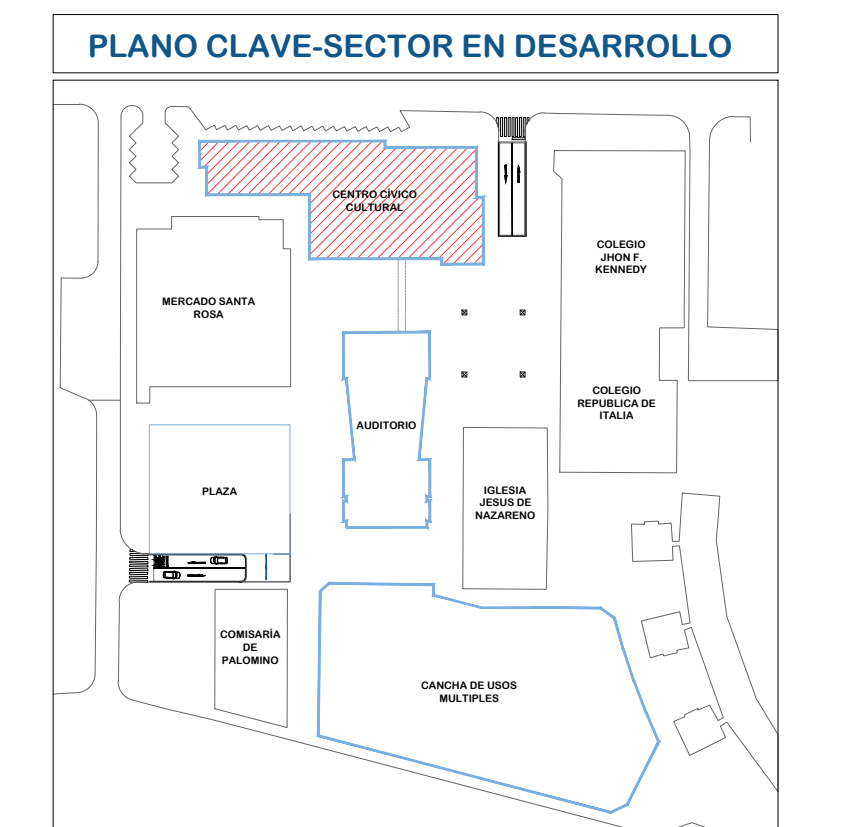 PLANO CLAVE-SECTOR EN DESARROLLO
CENTRO CÍVICO
CULTURAL
COLEGIO
JHON F.
KENNEDY
MERCADO SANTA
ROSA
COLEGIO
REPUBLICA DE
ITALIA
AUDITORIO
PLAZA
IGLESIA
JESUS DE
NAZARENO
COMISARÍA
DE
PALOMINO
CANCHA DE USOS
MULTIPLES